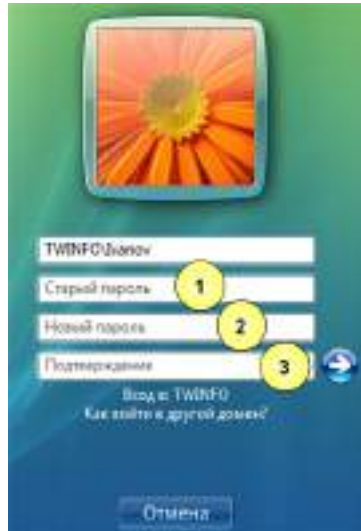 TWINFO\Ivanov
Старый пароль 1
Новый пароль 2
Подтверждение 3
Вход в: TWINFO
Как войти в другой домен?
Отмена